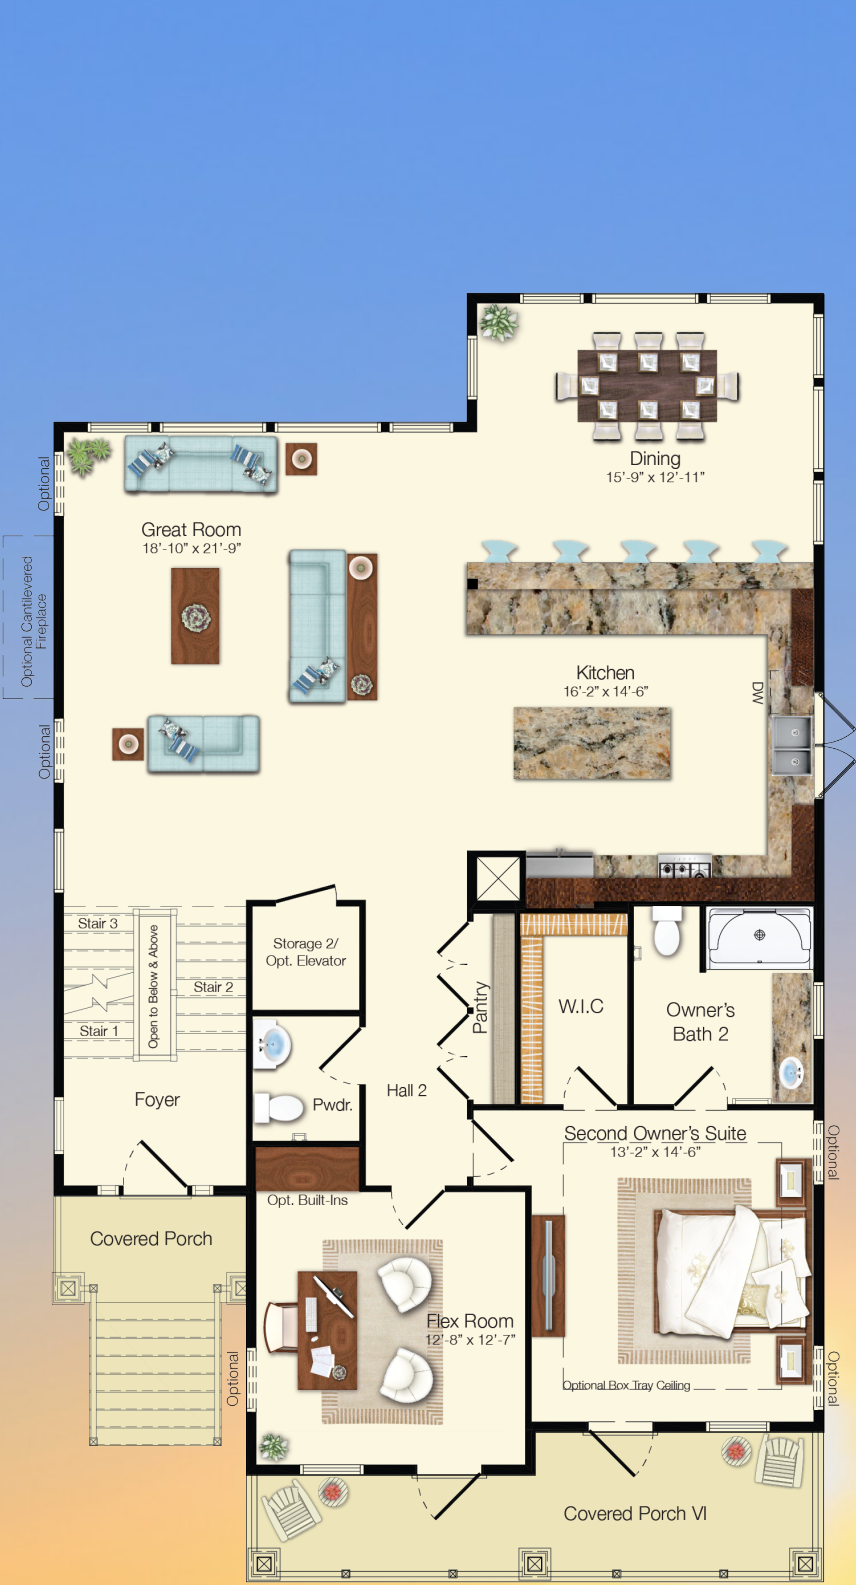 Dining
15'-9" x 12'-11"
Optional
Great Room
18'-10" x 21'-9"
Optional Cantilevered
Fireplace
Kitchen
16'-2" x 14'-6"
DW
Optional
Stair 3
Open to Below & Above
Stair 2
Stair 1
Storage 2/
Opt. Elevator
Pantry
W.I.C
Owner's
Bath 2
Foyer
Pwdr.
Hall 2
Second Owner's Suite
13'-2" x 14'-6"
Optional
Opt. Built-Ins
Covered Porch
Flex Room
12'-8" x 12'-7"
Optional
Optional Box Tray Ceiling
Optional
Covered Porch VI